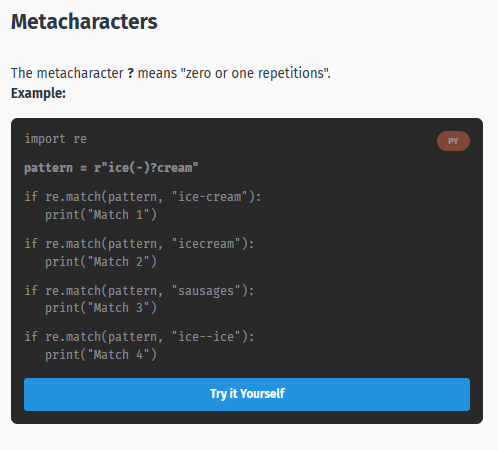 Metacharacters
The metacharacter ? means "zero or one repetitions".
Example:
import re
PY
pattern = r"ice(-)?cream"
if re.match(pattern, "ice-cream"):
   print("Match 1")
if re.match(pattern, "icecream"):
   print("Match 2")
if re.match(pattern, "sausages"):
   print("Match 3")
if re.match(pattern, "ice--ice"):
   print("Match 4")
Try it Yourself